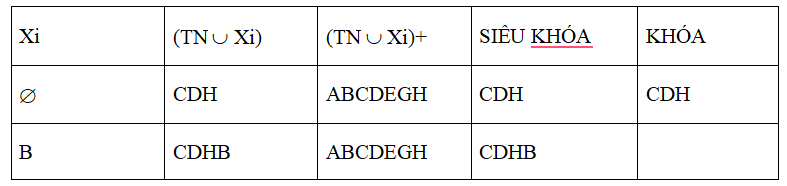 Xi (TN ∪ Xi) (TN ∪ Xi)+ SIÊU KHÓA KHÓA
∅ CDH ABCDEGH CDH CDH
B CDHB ABCDEGH CDHB